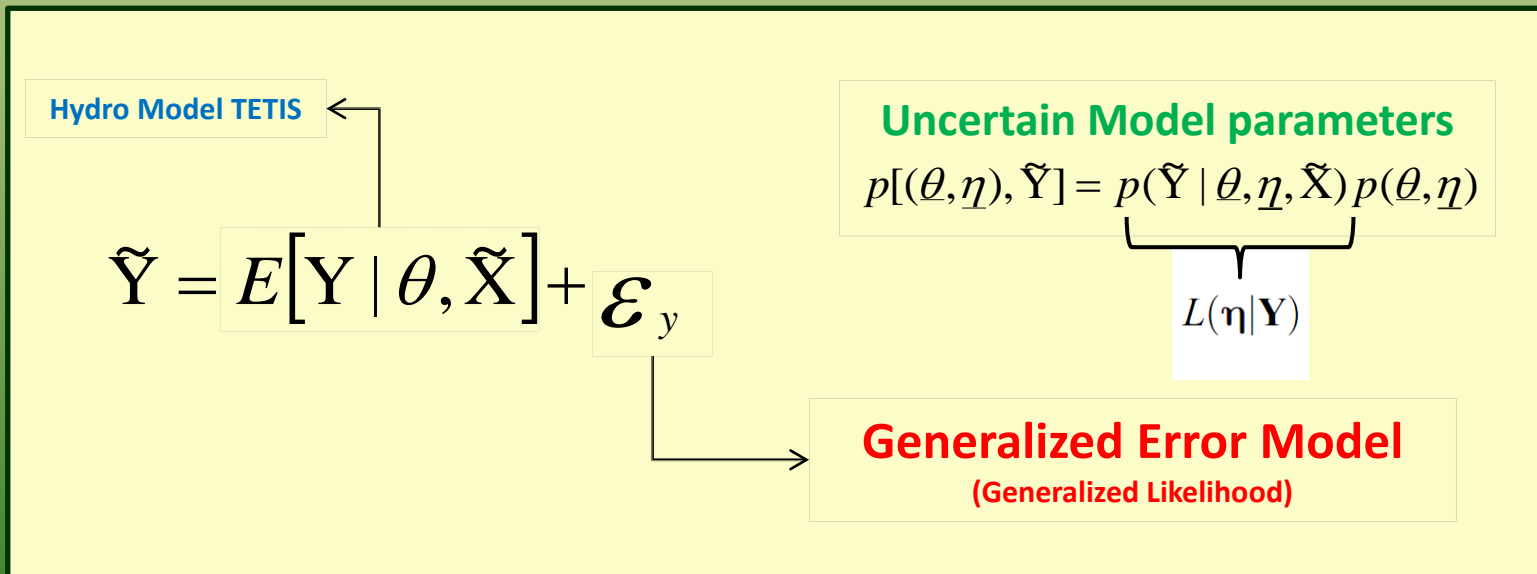 Hydro Model TETIS
Ỹ = E[Y | θ, X̃] + ε_y
Uncertain Model parameters
p[(θ̲,η̲), Ỹ] = p(Ỹ | θ̲,η̲, X̃) p(θ̲,η̲)
L(η|Y)
Generalized Error Model
(Generalized Likelihood)